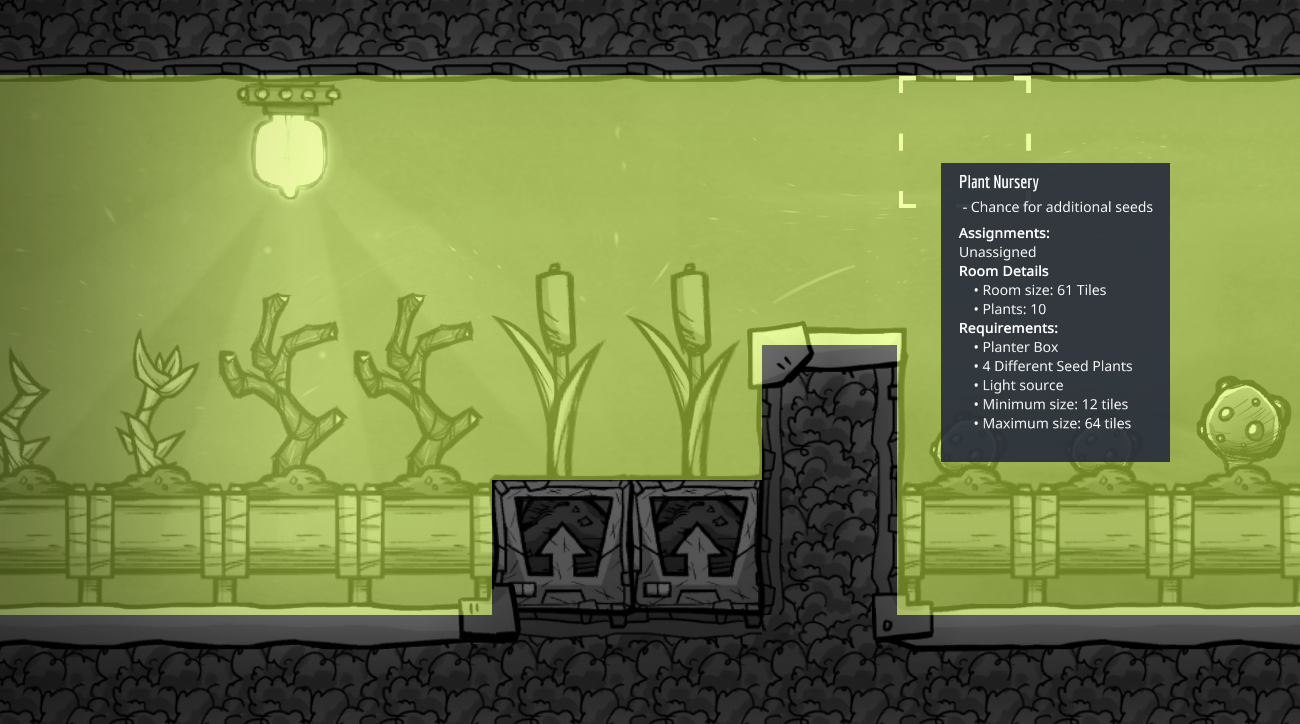 Plant Nursery
- Chance for additional seeds
Assignments:
Unassigned
Room Details
• Room size: 61 Tiles
• Plants: 10
Requirements:
• Planter Box
• 4 Different Seed Plants
• Light source
• Minimum size: 12 tiles
• Maximum size: 64 tiles